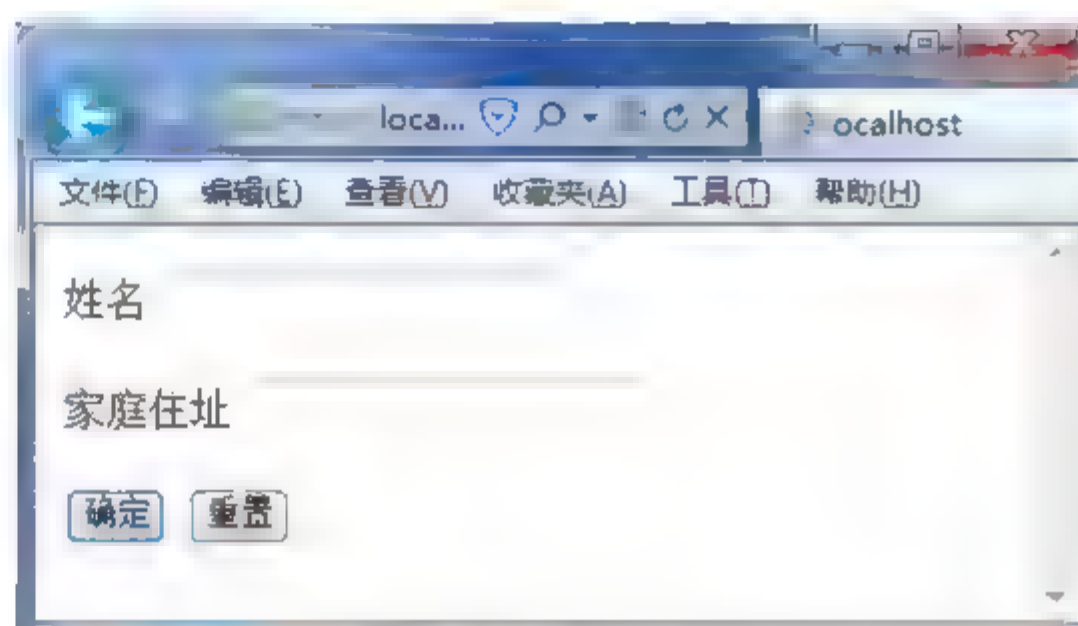 loca... ocalhost
文件(F) 编辑(E) 查看(V) 收藏夹(A) 工具(T) 帮助(H)
姓名
家庭住址
确定 重置